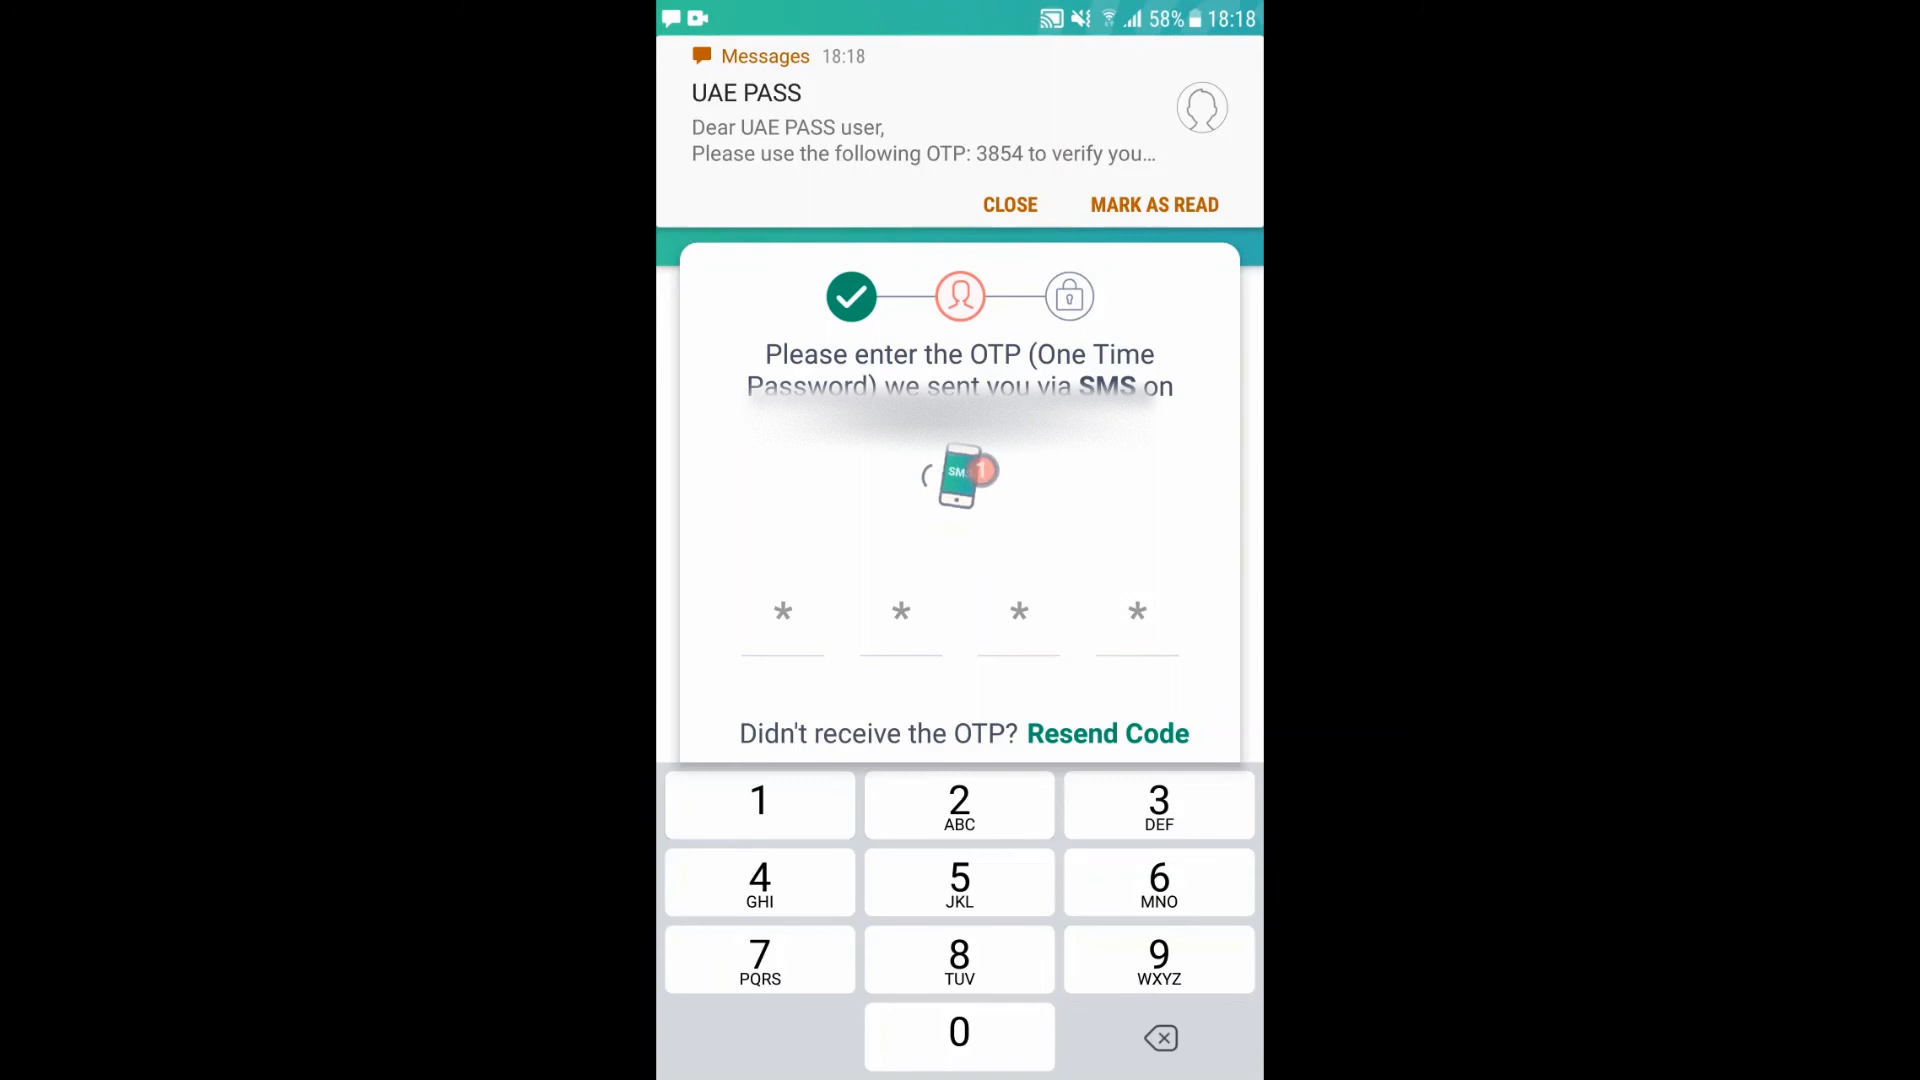 58% 18:18
Messages 18:18
UAE PASS
Dear UAE PASS user,
Please use the following OTP: 3854 to verify you...
CLOSE MARK AS READ
Please enter the OTP (One Time
Password) we sent you via SMS on
SM 1
* * * *
Didn't receive the OTP? Resend Code
1 2 3
ABC DEF
4 5 6
GHI JKL MNO
7 8 9
PQRS TUV WXYZ
0